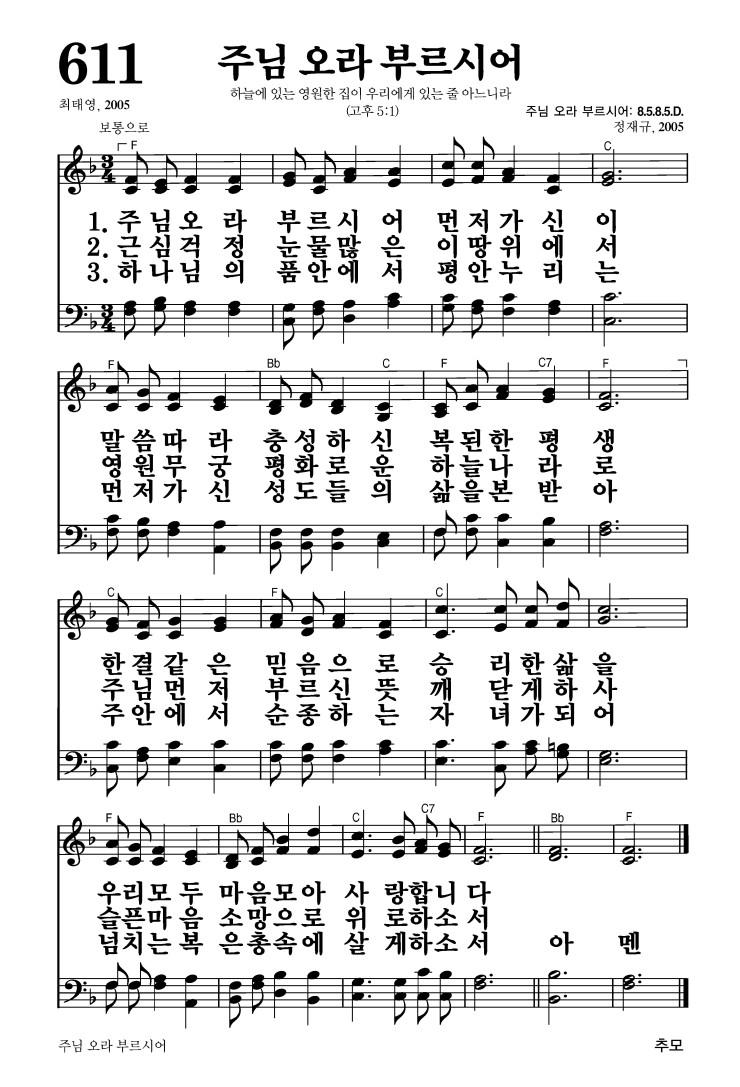 611
주님 오라 부르시어
하늘에 있는 영원한 집이 우리에게 있는 줄 아느니라
(고후 5:1)
최태영, 2005
주님 오라 부르시어: 8.5.8.5.D.
정재규, 2005
보통으로
F C
3 4
1. 주님오 라 부르시 어 먼저가 신 이
2. 근심걱 정 눈물많 은 이땅위 에 서
3. 하나님 의 품안에 서 평안누 리 는
3 4
F Bb C F C7 F
말씀따 라 충성하 신 복된한 평 생
영원무 궁 평화로 운 하늘나 라 로
먼저가 신 성도들 의 삶을본 받 아
C F C
한결같 은 믿음으 로 승 리한삶 을
주님먼 저 부르신 뜻 깨 닫게하 사
주안에 서 순종하 는 자 녀가되 어
F Bb C C7 F Bb F
우리모 두 마음모아 사 랑합니 다
슬픈마 음 소망으로 위 로하소 서
넘치는 복 은총속에 살 게하소 서 아 멘
주님 오라 부르시어
추모